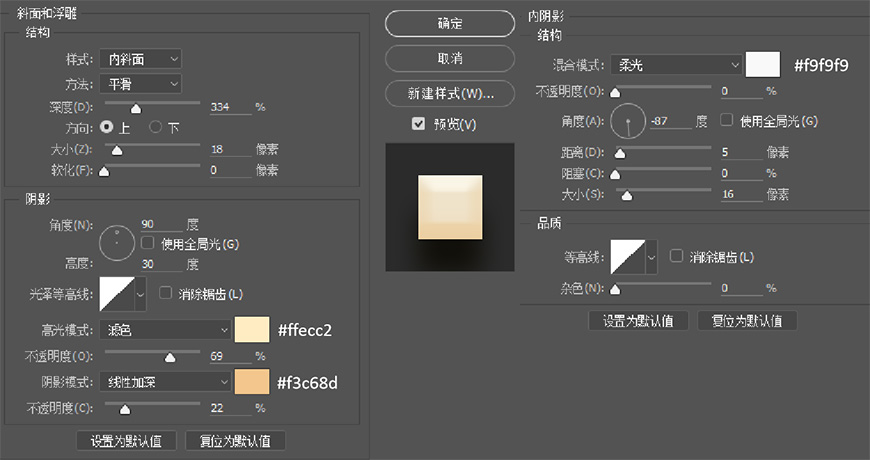 斜面和浮雕
结构
样式: 内斜面
方法: 平滑
深度(D): 334 %
方向: 上 下
大小(Z): 18 像素
软化(F): 0 像素
阴影
角度(N): 90 度
使用全局光(G)
高度: 30 度
光泽等高线: 消除锯齿(L)
高光模式: 滤色 #ffecc2
不透明度(O): 69 %
阴影模式: 线性加深 #f3c68d
不透明度(C): 22 %
设置为默认值 复位为默认值
确定
取消
新建样式(W)...
预览(V)
内阴影
结构
混合模式: 柔光 #f9f9f9
不透明度(O): 0 %
角度(A): -87 度 使用全局光(G)
距离(D): 5 像素
阻塞(C): 0 %
大小(S): 16 像素
品质
等高线: 消除锯齿(L)
杂色(N): 0 %
设置为默认值 复位为默认值